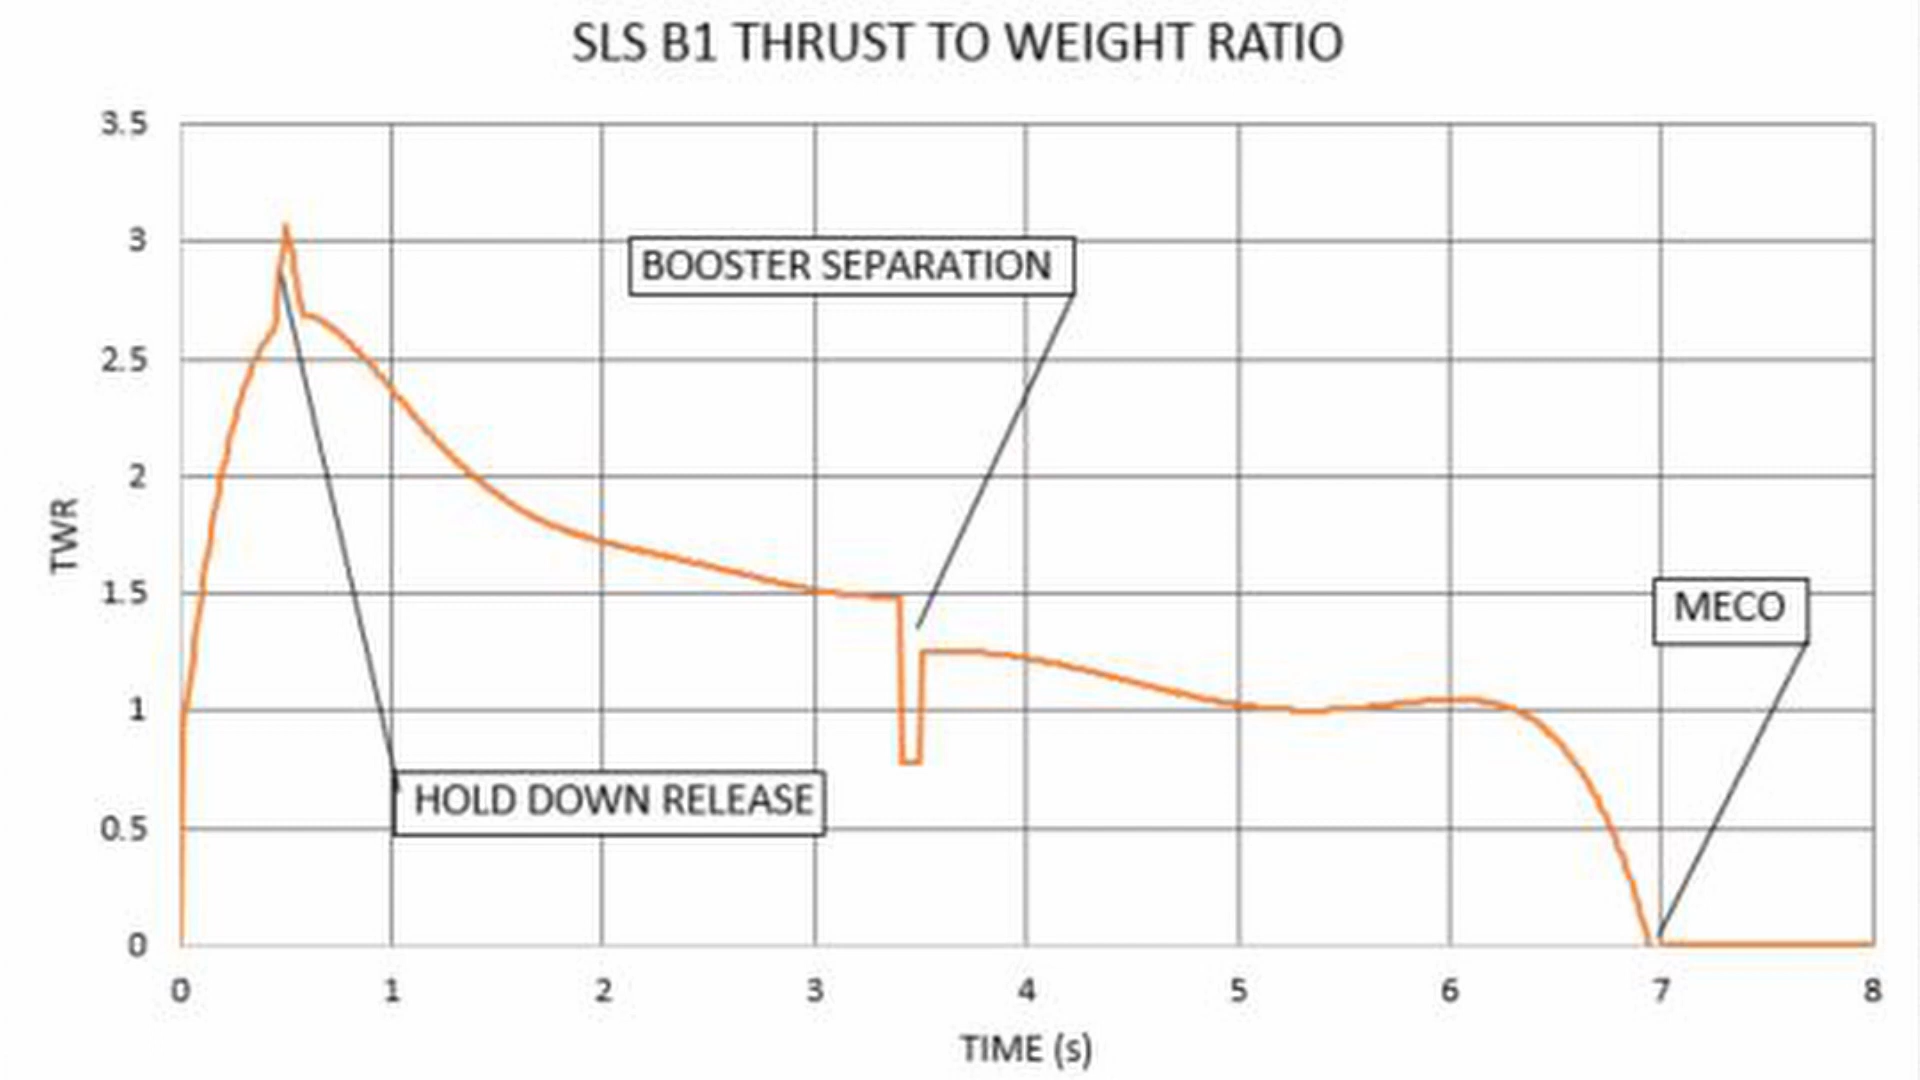 SLS B1 THRUST TO WEIGHT RATIO
3.5
3
2.5
2
1.5
1
0.5
0
TWR
BOOSTER SEPARATION
MECO
HOLD DOWN RELEASE
0 1 2 3 4 5 6 7 8
TIME (s)